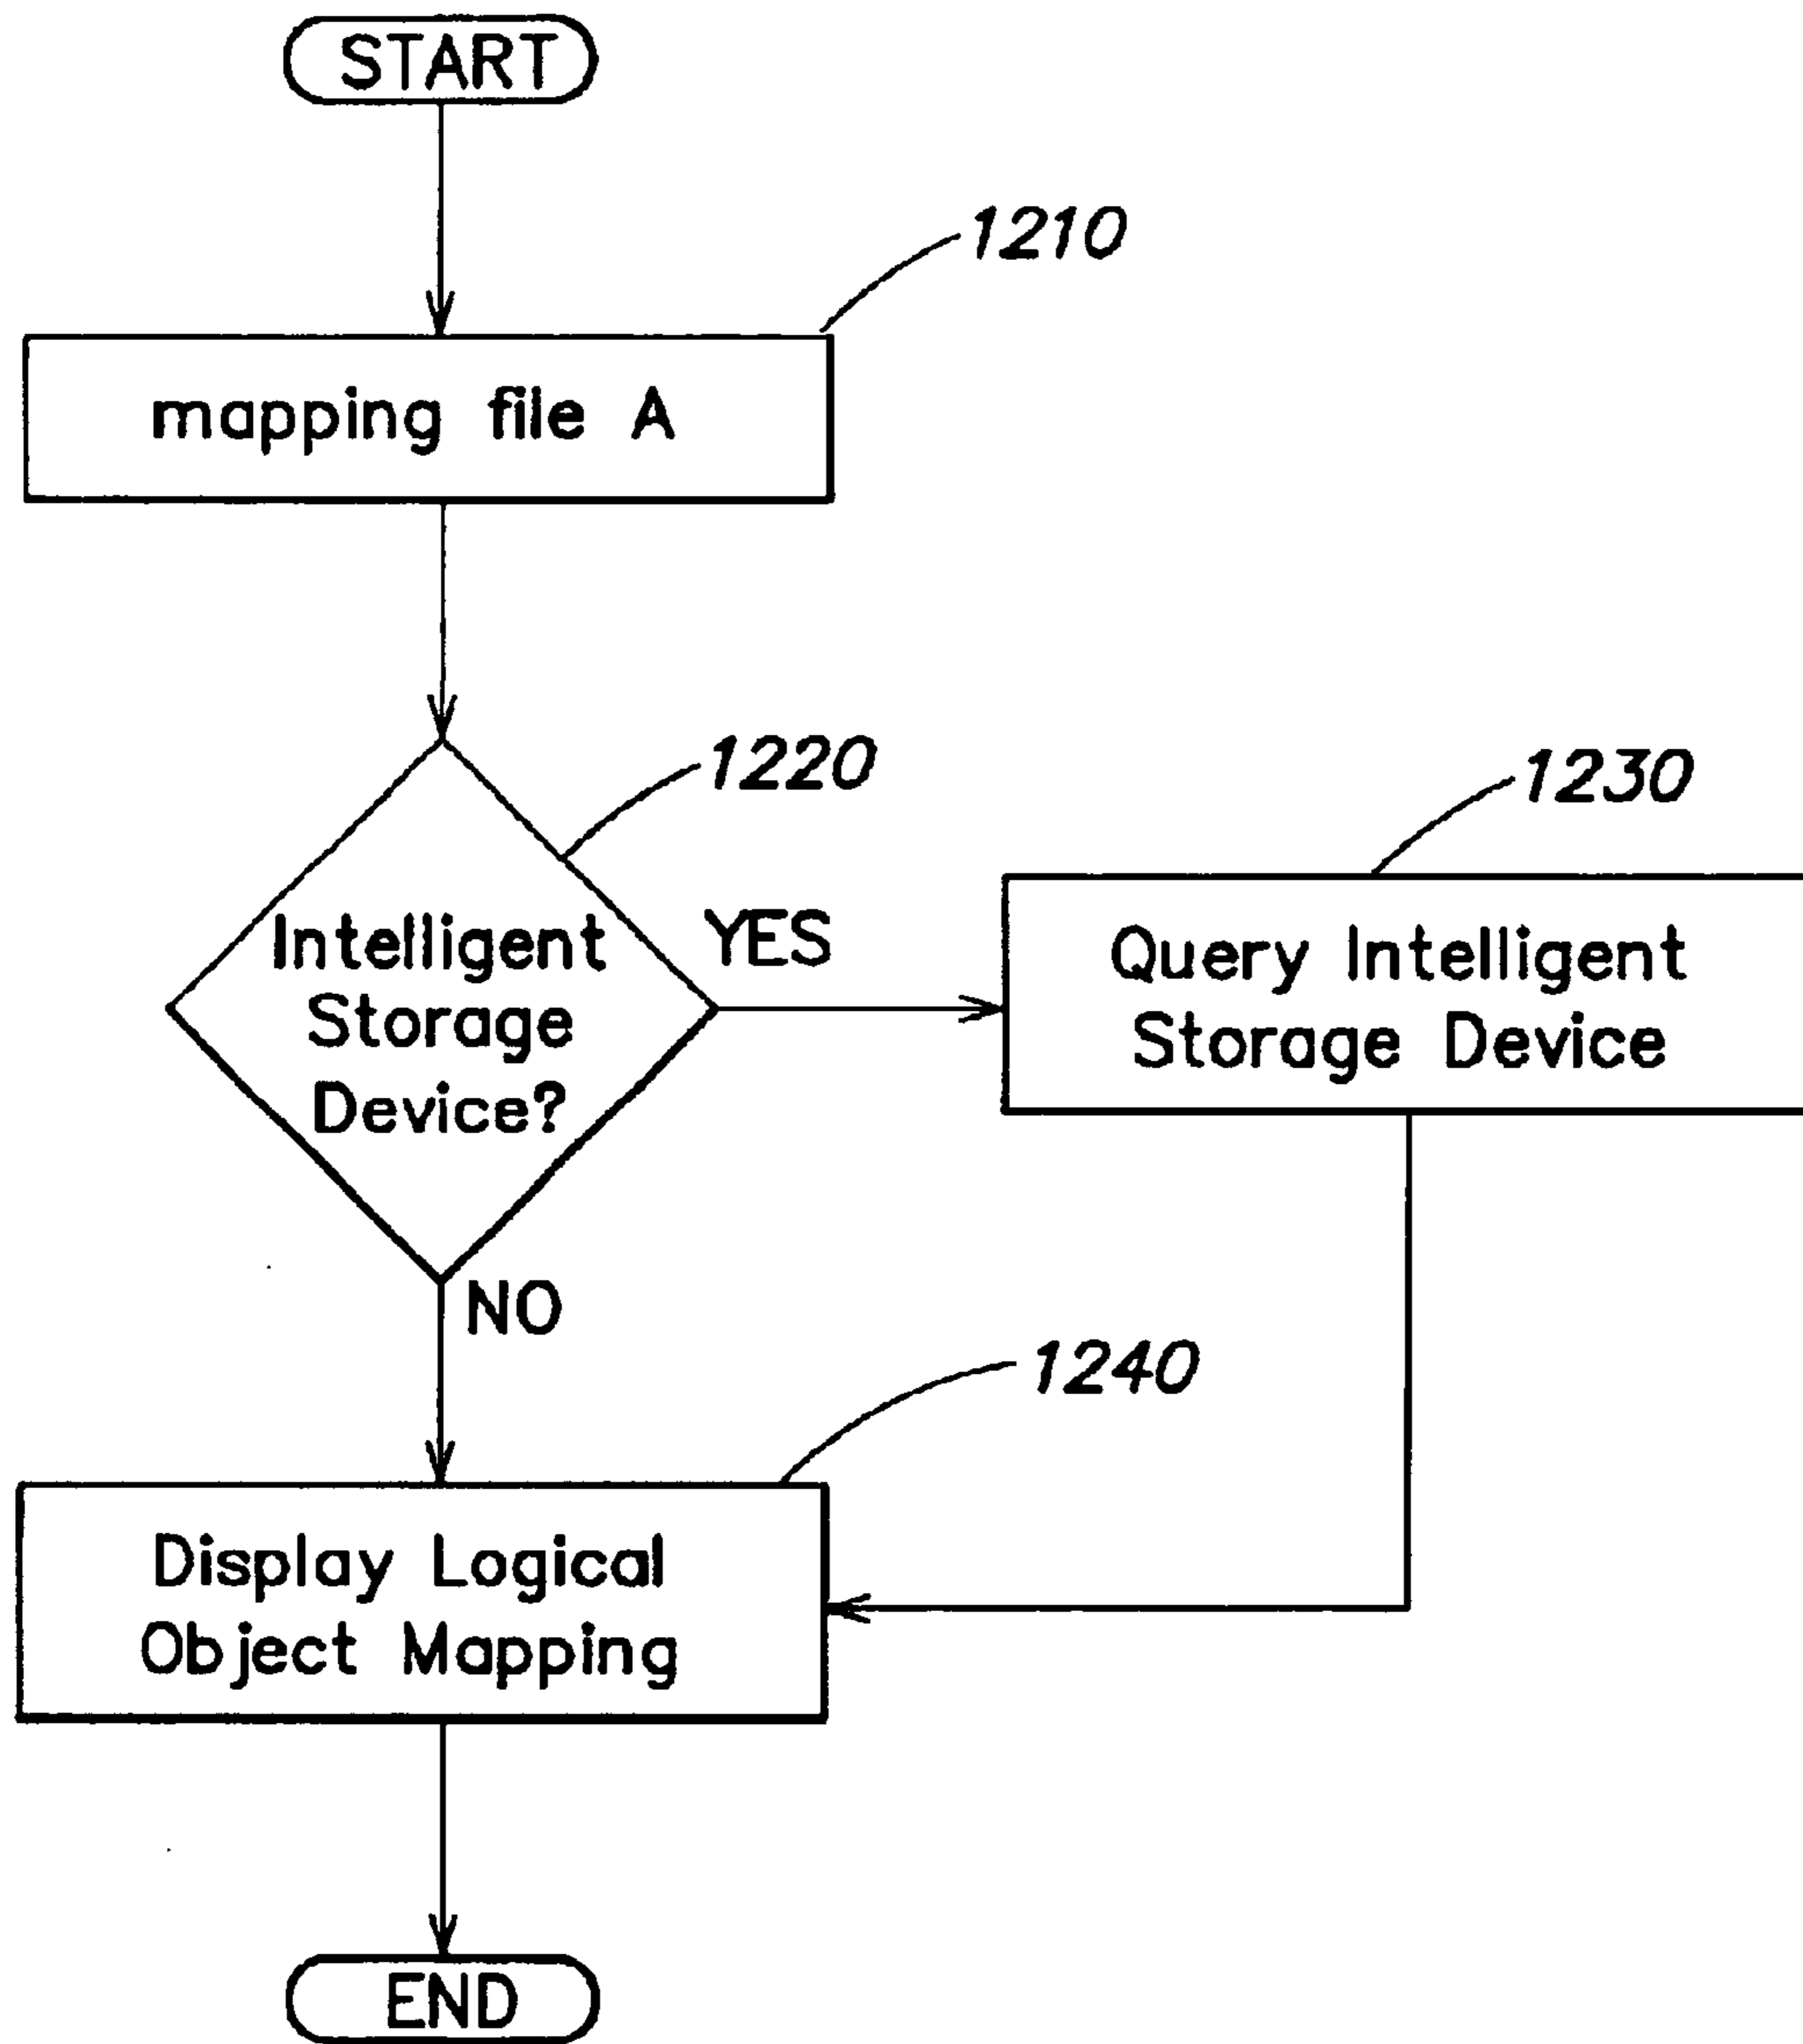 START
1210
mapping file A
1220
1230
Intelligent
Storage
Device?
YES
Query Intelligent
Storage Device
NO
1240
Display Logical
Object Mapping
END